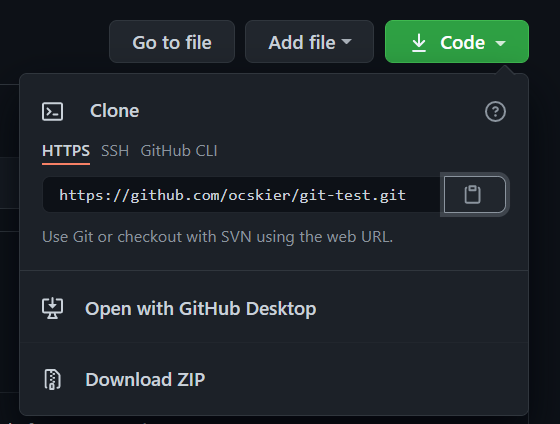 Go to file Add file Code
Clone
HTTPS SSH GitHub CLI
https://github.com/ocskier/git-test.git
Use Git or checkout with SVN using the web URL.
Open with GitHub Desktop
Download ZIP